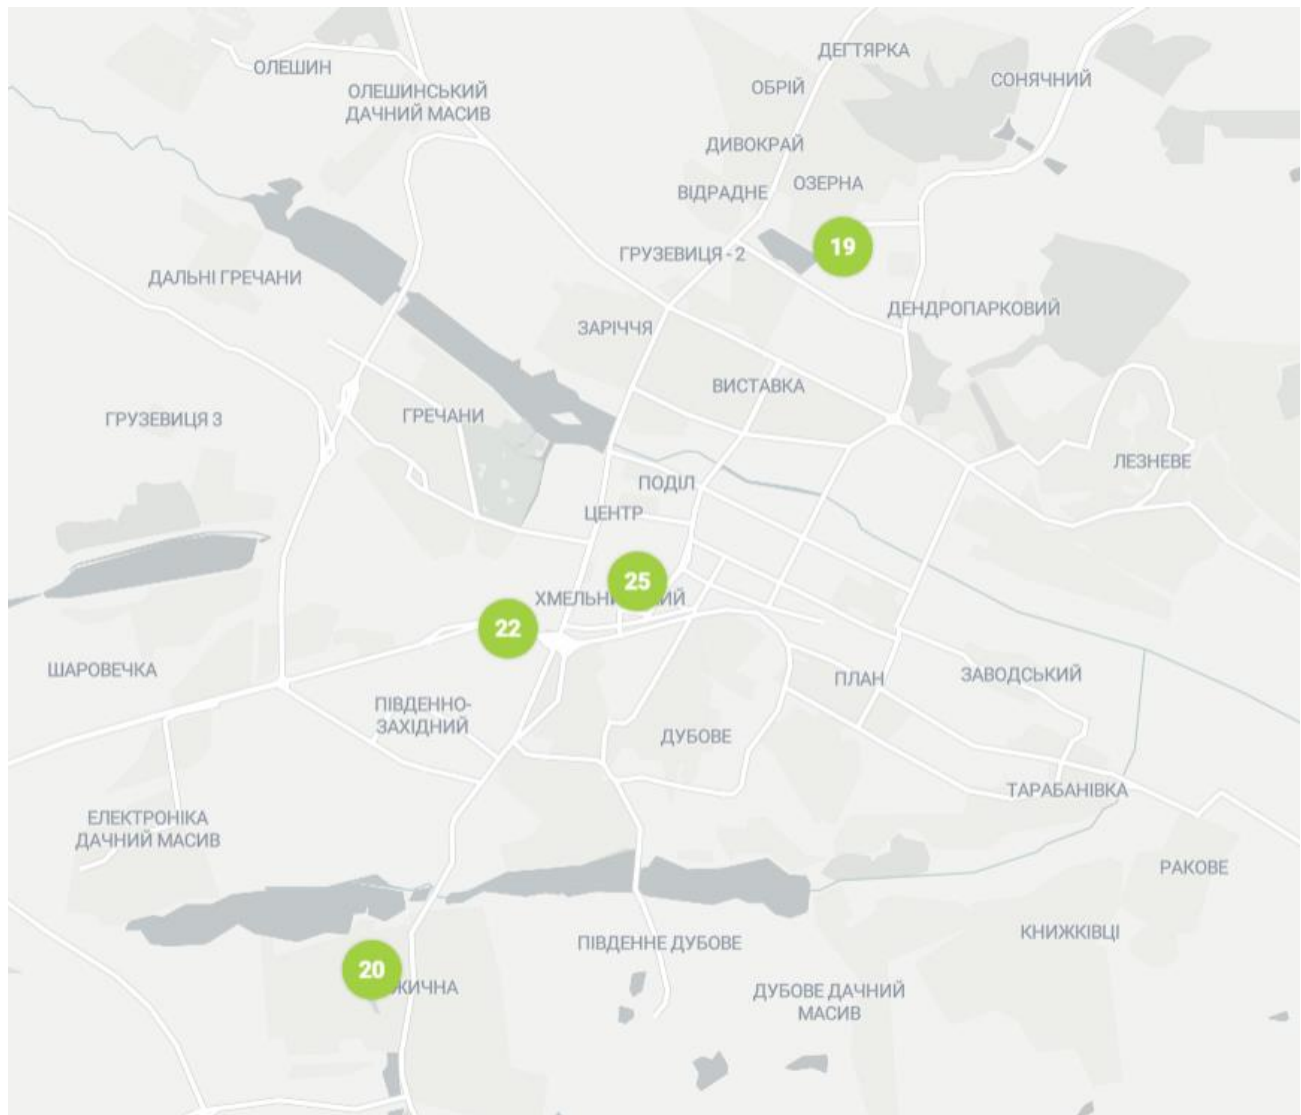 ДЕГТЯРКА
ОЛЕШИН
СОНЯЧНИЙ
ОБРІЙ
ОЛЕШИНСЬКИЙ
ДАЧНИЙ МАСИВ
ДИВОКРАЙ
ОЗЕРНА
ВІДРАДНЕ
19
ГРУЗЕВИЦЯ - 2
ДАЛЬНІ ГРЕЧАНИ
ДЕНДРОПАРКОВИЙ
ЗАРІЧЧЯ
ВИСТАВКА
ГРЕЧАНИ
ГРУЗЕВИЦЯ 3
ЛЕЗНЕВЕ
ПОДІЛ
ЦЕНТР
25
22
ШАРОВЕЧКА
ЗАВОДСЬКИЙ
ПЛАН
ПІВДЕННО-
ЗАХІДНИЙ
ДУБОВЕ
ТАРАБАНІВКА
ЕЛЕКТРОНІКА
ДАЧНИЙ МАСИВ
РАКОВЕ
КНИЖКІВЦІ
ПІВДЕННЕ ДУБОВЕ
20
ДУБОВЕ ДАЧНИЙ
МАСИВ